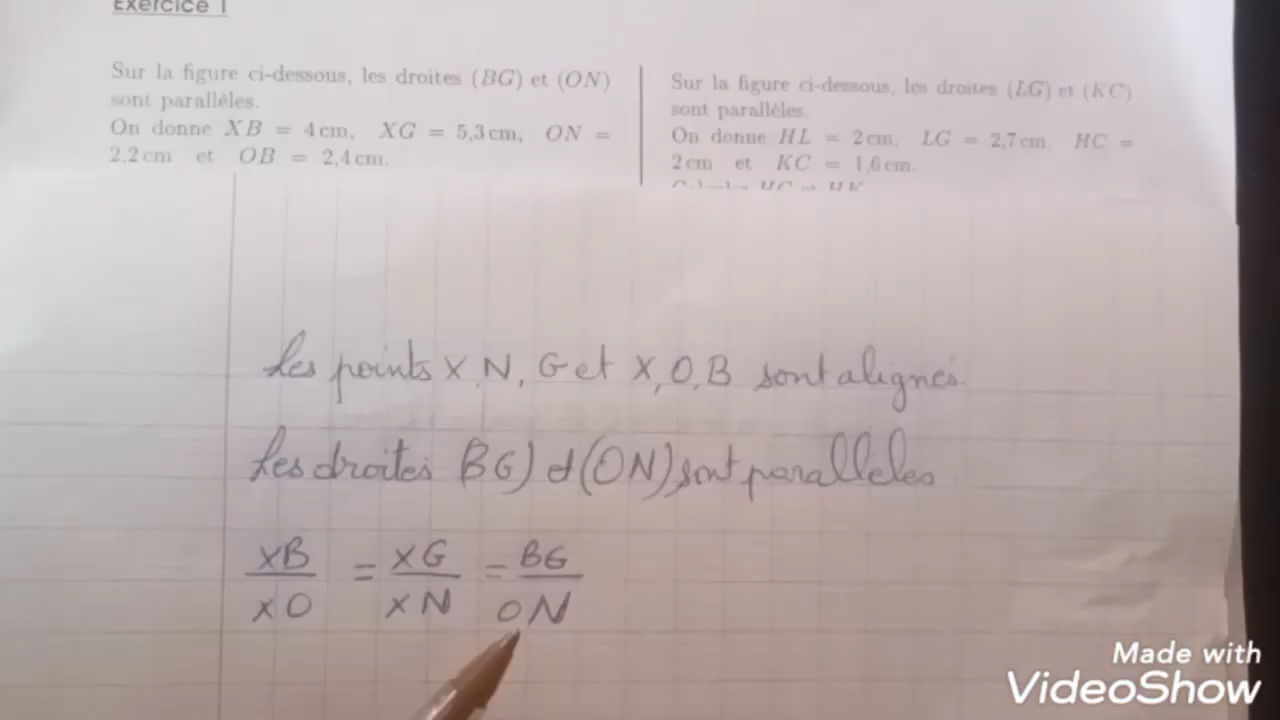 Exercice 1
Sur la figure ci-dessous, les droites (BG) et (ON)
sont parallèles.
On donne XB = 4 cm, XG = 5,3 cm, ON =
2,2 cm et OB = 2,4 cm.
Sur la figure ci-dessous, les droites (LG) et (KC)
sont parallèles.
On donne HL = 2 cm, LG = 2,7 cm. HC =
2 cm et KC = 1,6 cm.
Les points X, N, G et X, O, B sont alignés
Les droites BG) et (ON) sont parallèles
XB/XO = XG/XN = BG/ON
Made with
VideoShow